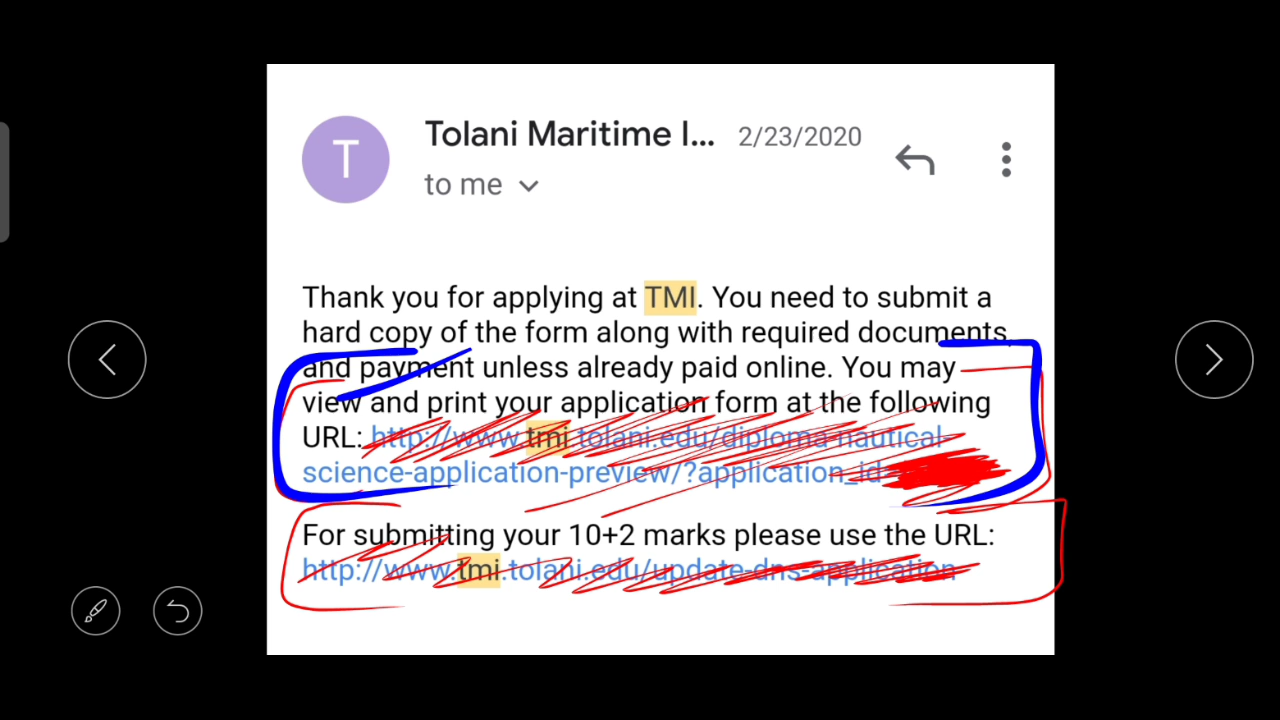 T
Tolani Maritime I... 2/23/2020
to me
Thank you for applying at TMI. You need to submit a
hard copy of the form along with required documents,
and payment unless already paid online. You may
view and print your application form at the following
URL: http://www.tmi.tolani.edu/diploma-nautical-
science-application-preview/?application_id
For submitting your 10+2 marks please use the URL:
http://www.tmi.tolani.edu/update-dns-application